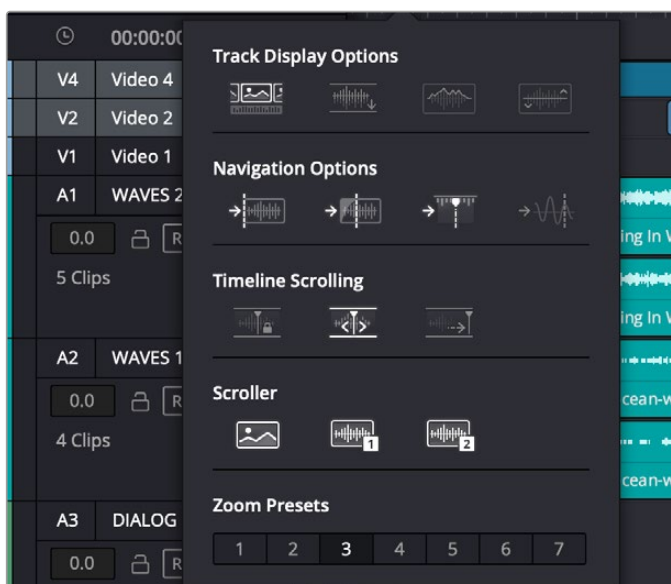 00:00:00
Track Display Options
V4 Video 4
V2 Video 2
V1 Video 1
Navigation Options
A1 WAVES 2
0.0 R
ing In W
5 Clips
Timeline Scrolling
ing In W
A2 WAVES 1
Scroller
0.0 R
cean-w
1 2
4 Clips
cean-w
Zoom Presets
A3 DIALOG
1 2 3 4 5 6 7
0.0 R